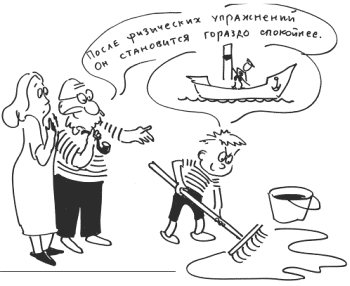 После физических упражнений
он становится гораздо спокойнее.